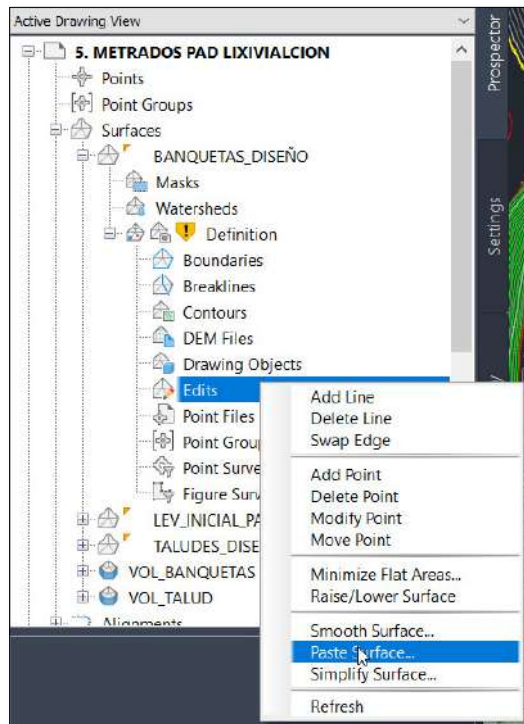 Active Drawing View
5. METRADOS PAD LIXIVIALCION
Points
Point Groups
Surfaces
BANQUETAS_DISEÑO
Masks
Watersheds
Definition
Boundaries
Breaklines
Contours
DEM Files
Drawing Objects
Edits
Point Files
Point Grou
Point Surve
Figure Surv
LEV_INICIAL_PA
TALUDES_DISE
VOL_BANQUETAS
VOL_TALUD
Alignments
Add Line
Delete Line
Swap Edge
Add Point
Delete Point
Modify Point
Move Point
Minimize Flat Areas...
Raise/Lower Surface
Smooth Surface...
Paste Surface...
Simplify Surface...
Refresh
Prospector
Settings